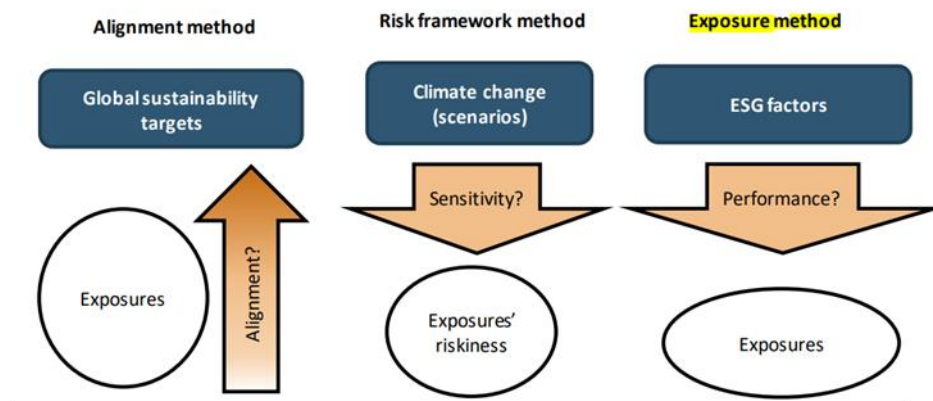 Alignment method
Risk framework method
Exposure method
Global sustainability
targets
Climate change
(scenarios)
ESG factors
Sensitivity?
Performance?
Alignment?
Exposures
Exposures'
riskiness
Exposures